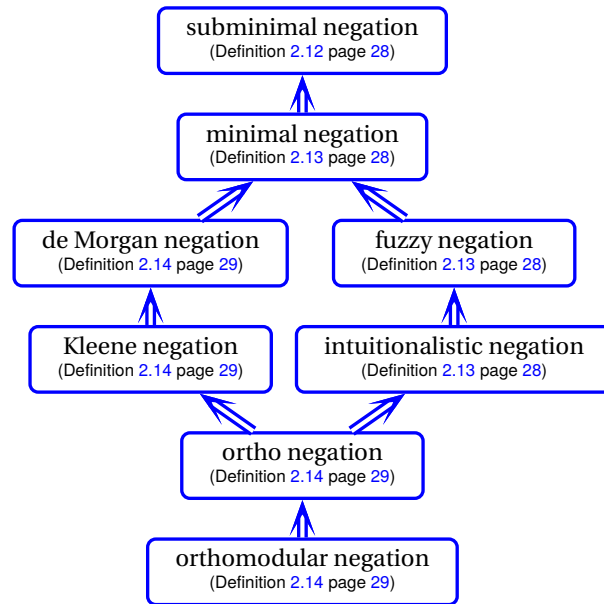 subminimal negation
(Definition 2.12 page 28)
minimal negation
(Definition 2.13 page 28)
de Morgan negation
(Definition 2.14 page 29)
fuzzy negation
(Definition 2.13 page 28)
Kleene negation
(Definition 2.14 page 29)
intuitionalistic negation
(Definition 2.13 page 28)
ortho negation
(Definition 2.14 page 29)
orthomodular negation
(Definition 2.14 page 29)